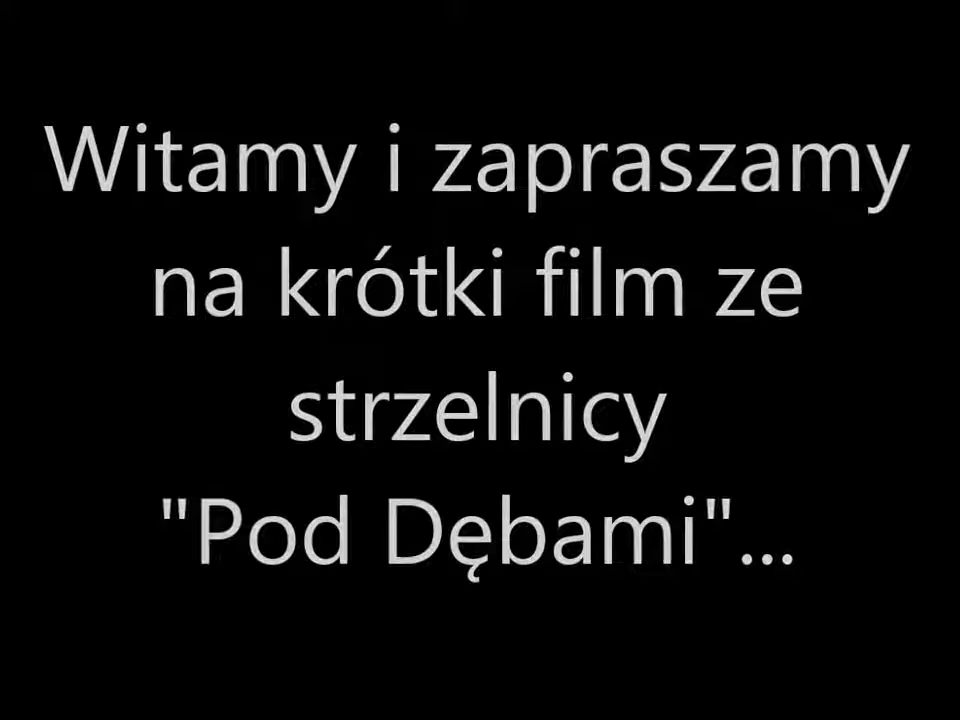 Witamy i zapraszamy
na krótki film ze
strzelnicy
"Pod Dębami"...